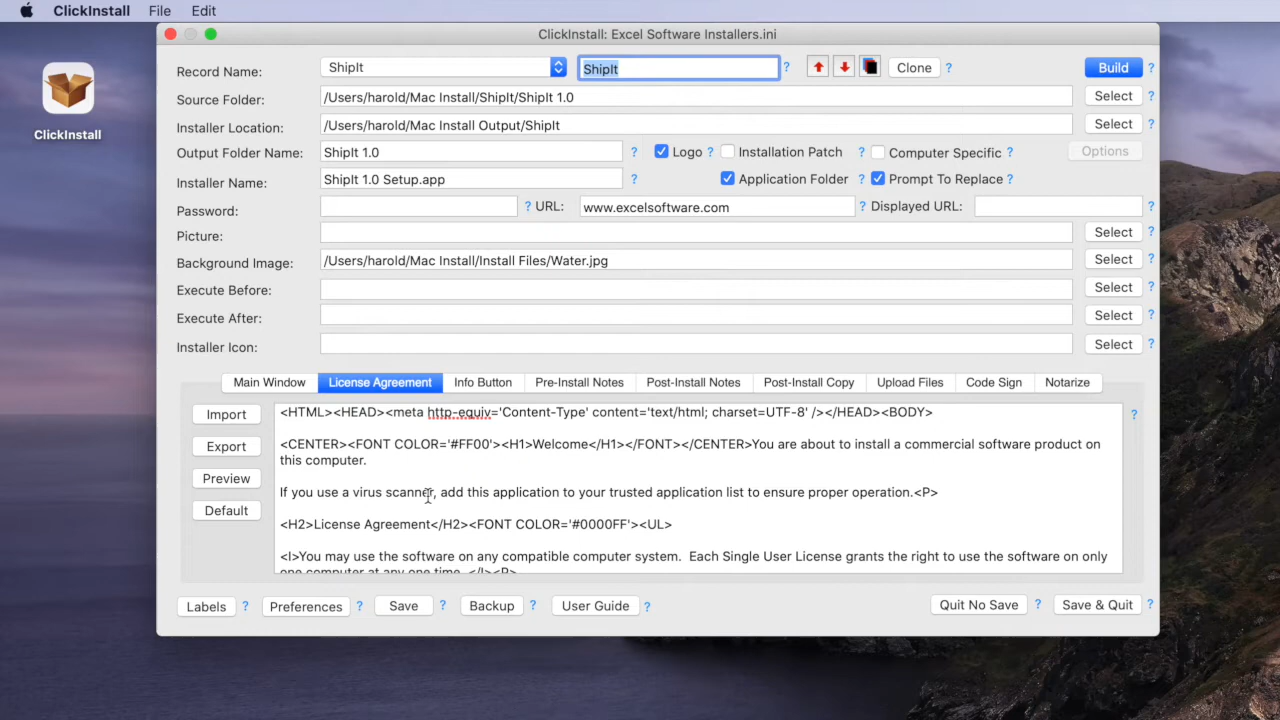 ClickInstall File Edit
ClickInstall: Excel Software Installers.ini
ClickInstall
Record Name: ShipIt ShipIt ? Clone ? Build ?
Source Folder: /Users/harold/Mac Install/ShipIt/ShipIt 1.0 Select ?
Installer Location: /Users/harold/Mac Install Output/ShipIt Select ?
Output Folder Name: ShipIt 1.0 ? Logo ? Installation Patch ? Computer Specific ? Options
Installer Name: ShipIt 1.0 Setup.app ? Application Folder ? Prompt To Replace ?
Password: ? URL: www.excelsoftware.com ? Displayed URL: ?
Picture: Select ?
Background Image: /Users/harold/Mac Install/Install Files/Water.jpg Select ?
Execute Before: Select ?
Execute After: Select ?
Installer Icon: Select ?
Main Window License Agreement Info Button Pre-Install Notes Post-Install Notes Post-Install Copy Upload Files Code Sign Notarize
Import
Export
Preview
Default
<HTML><HEAD><meta http-equiv='Content-Type' content='text/html; charset=UTF-8' /></HEAD><BODY>
<CENTER><FONT COLOR='#FF00'><H1>Welcome</H1></FONT></CENTER>You are about to install a commercial software product on
this computer.
If you use a virus scanner, add this application to your trusted application list to ensure proper operation.<P>
<H2>License Agreement</H2><FONT COLOR='#0000FF'><UL>
<I>You may use the software on any compatible computer system.  Each Single User License grants the right to use the software on only
one computer at any one time. </I><P>
?
Labels ? Preferences ? Save ? Backup ? User Guide ? Quit No Save ? Save & Quit ?